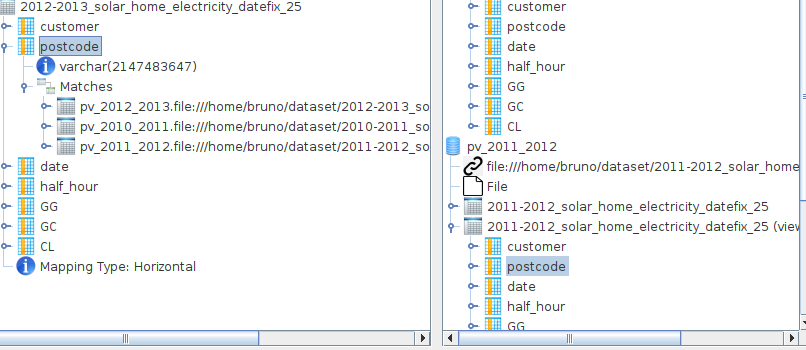 2012-2013_solar_home_electricity_datefix_25
customer
postcode
varchar(2147483647)
Matches
pv_2012_2013.file:///home/bruno/dataset/2012-2013_so
pv_2010_2011.file:///home/bruno/dataset/2010-2011_so
pv_2011_2012.file:///home/bruno/dataset/2011-2012_so
date
half_hour
GG
GC
CL
Mapping Type: Horizontal
customer
postcode
date
half_hour
GG
GC
CL
pv_2011_2012
file:///home/bruno/dataset/2011-2012_solar_home
File
2011-2012_solar_home_electricity_datefix_25
2011-2012_solar_home_electricity_datefix_25 (view
customer
postcode
date
half_hour
GG